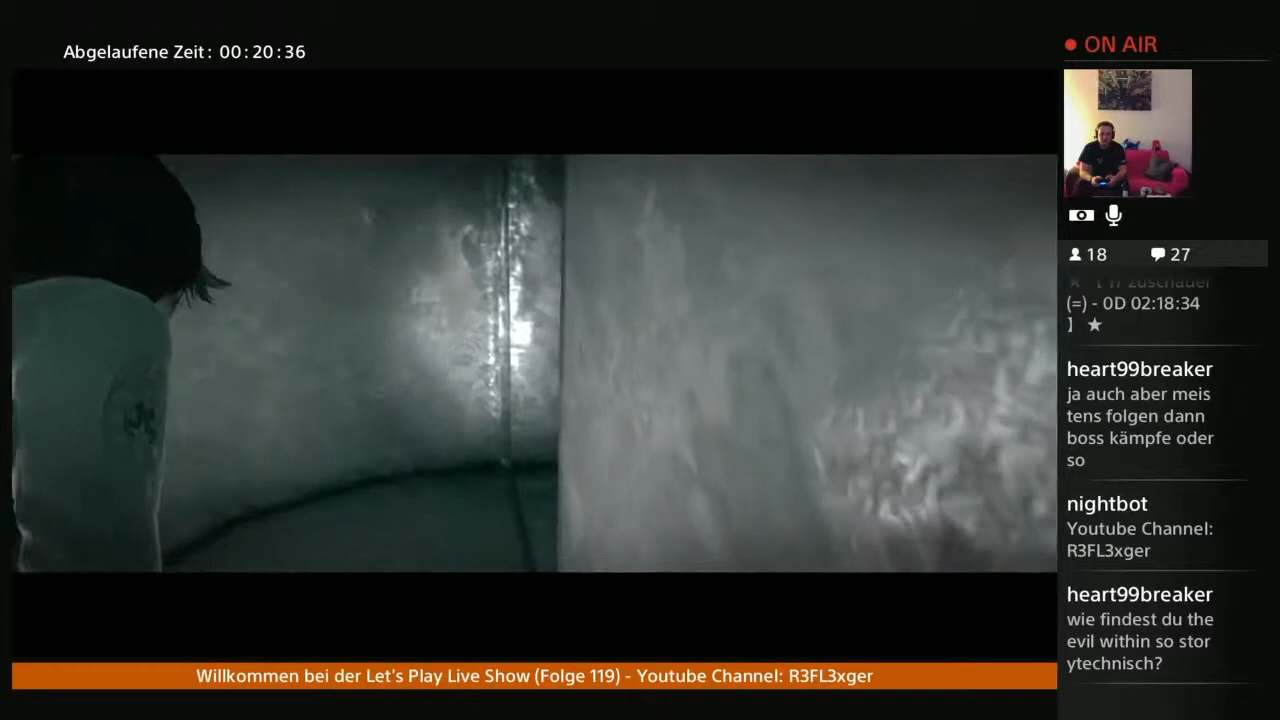 Abgelaufene Zeit: 00:20:36
ON AIR
18 27
(=) - 0D 02:18:34
】 ★
heart99breaker
ja auch aber meis
tens folgen dann
boss kämpfe oder
so
nightbot
Youtube Channel:
R3FL3xger
heart99breaker
wie findest du the
evil within so stor
ytechnisch?
Willkommen bei der Let's Play Live Show (Folge 119) - Youtube Channel: R3FL3xger